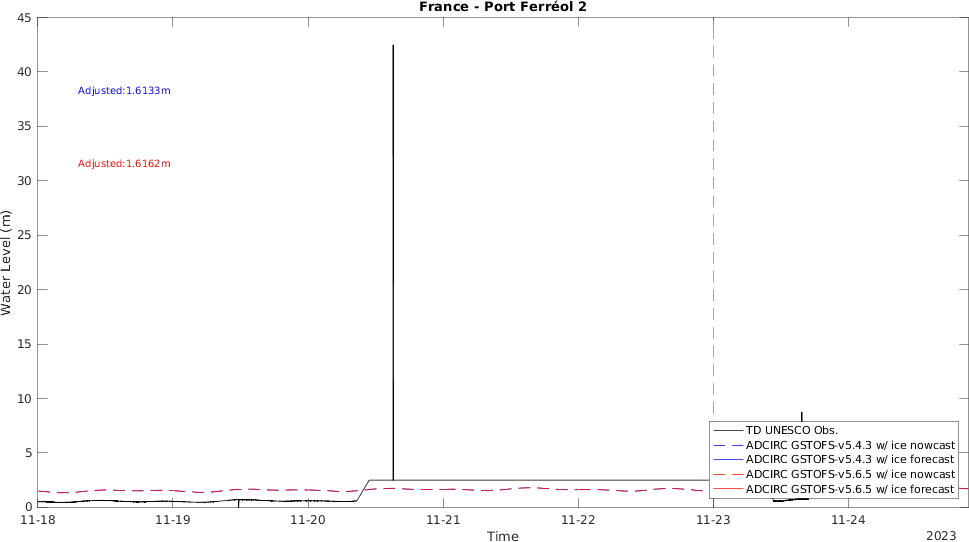 France - Port Ferréol 2
45
40
35
30
25
20
15
10
5
0
Water Level (m)
Adjusted:1.6133m
Adjusted:1.6162m
TD UNESCO Obs.
ADCIRC GSTOFS-v5.4.3 w/ ice nowcast
ADCIRC GSTOFS-v5.4.3 w/ ice forecast
ADCIRC GSTOFS-v5.6.5 w/ ice nowcast
ADCIRC GSTOFS-v5.6.5 w/ ice forecast
11-18 11-19 11-20 11-21 11-22 11-23 11-24
Time
2023